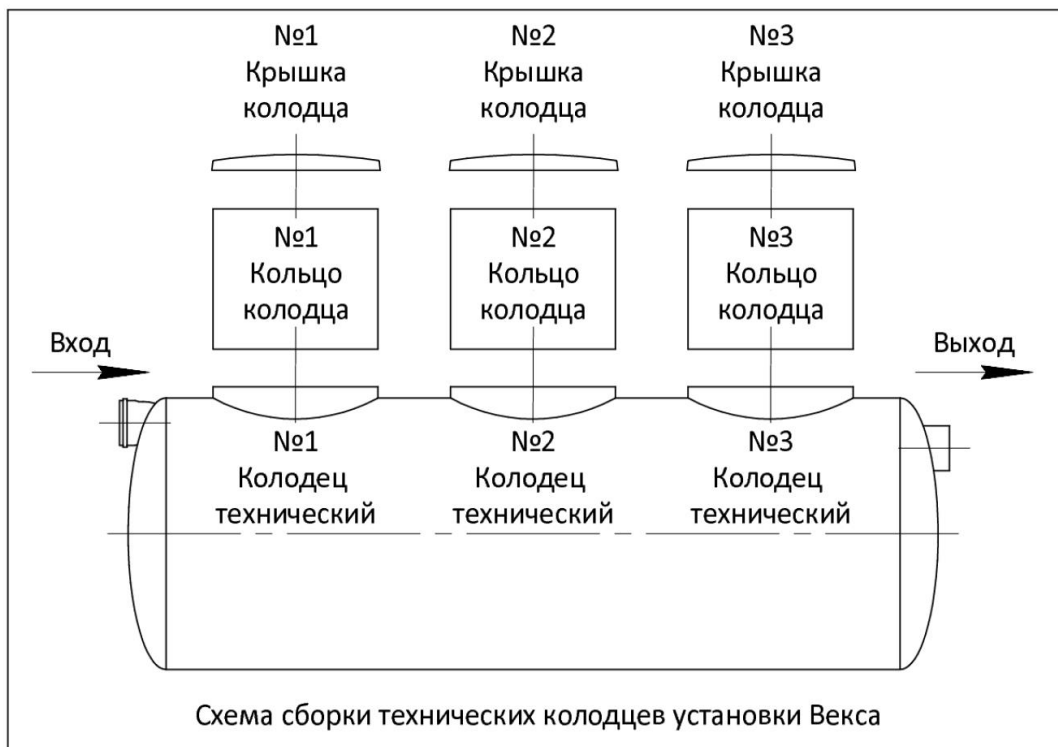 №1
Крышка
колодца
№2
Крышка
колодца
№3
Крышка
колодца
№1
Кольцо
колодца
№2
Кольцо
колодца
№3
Кольцо
колодца
Вход
Выход
№1
Колодец
технический
№2
Колодец
технический
№3
Колодец
технический
Схема сборки технических колодцев установки Векса